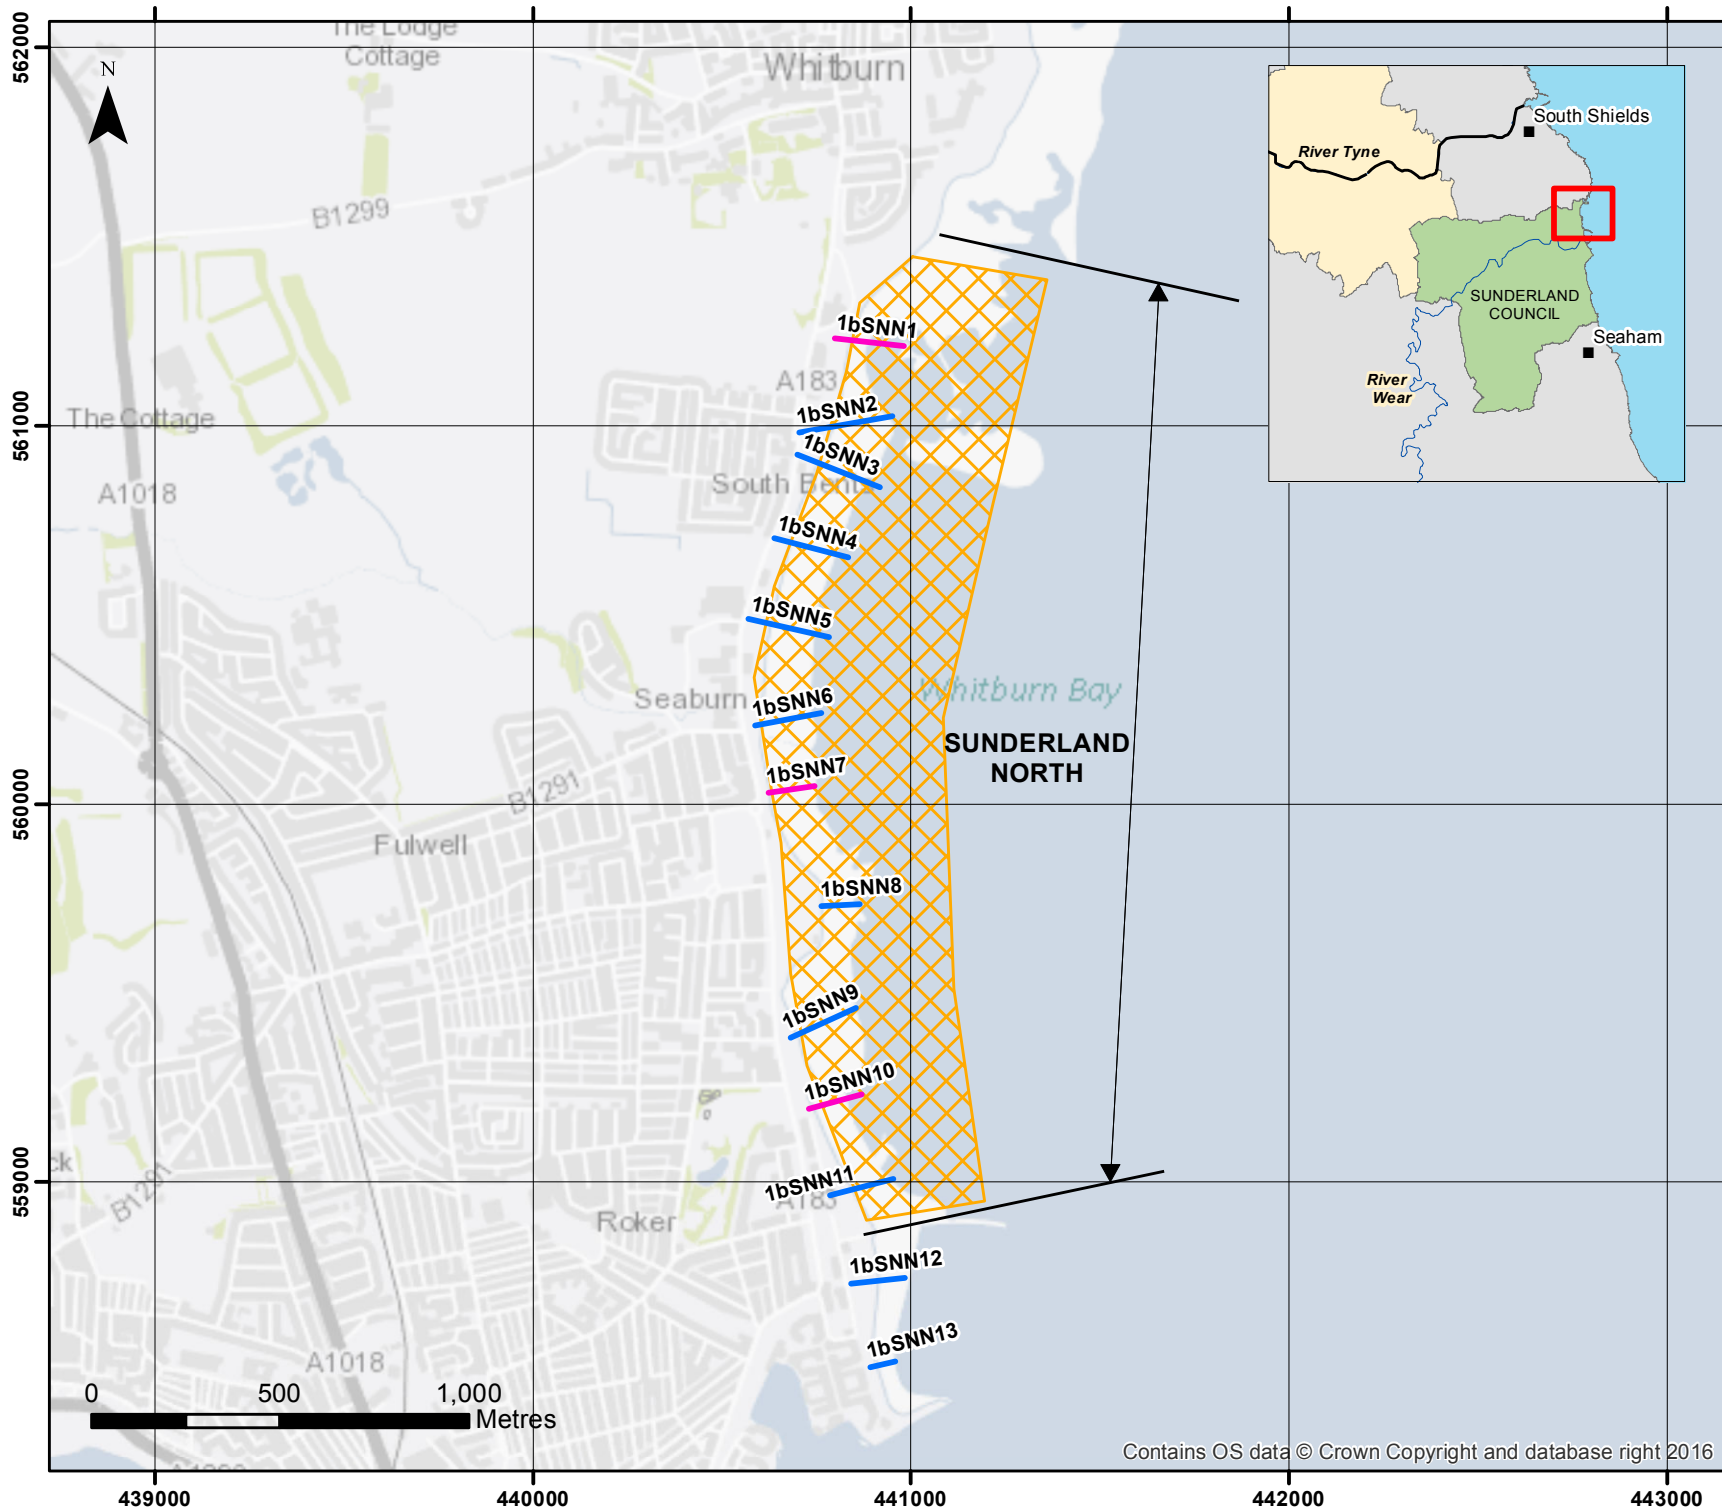 The Lodge
Cottage
Whitburn
N
562000
South Shields
River Tyne
B1299
SUNDERLAND
COUNCIL
Seaham
River
Wear
1bSNN1
A183
1bSNN2
The Cottage
561000
1bSNN3
South Bents
A1018
1bSNN4
1bSNN5
Whitburn Bay
Seaburn
1bSNN6
SUNDERLAND
NORTH
1bSNN7
B1291
560000
Fulwell
1bSNN8
1bSNN9
1bSNN10
ck
559000
1bSNN11
B1291
A183
Roker
1bSNN12
1bSNN13
A1018
0 500 1,000
Metres
Contains OS data © Crown Copyright and database right 2016
439000 440000 441000 442000 443000